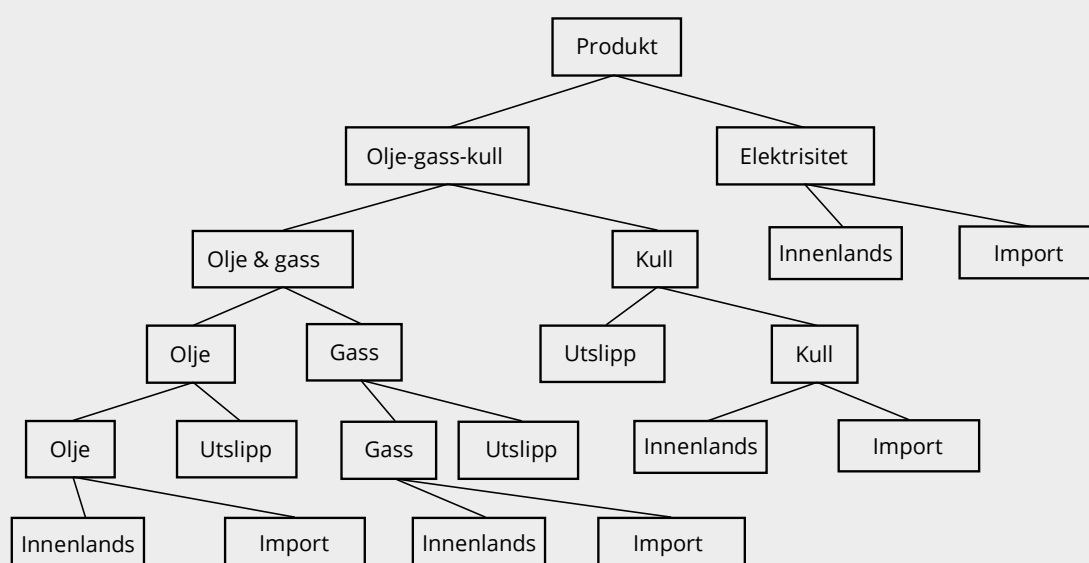 Produkt
Olje-gass-kull
Elektrisitet
Innenlands
Import
Olje & gass
Kull
Olje
Gass
Utslipp
Kull
Olje
Utslipp
Gass
Utslipp
Innenlands
Import
Innenlands
Import
Innenlands
Import